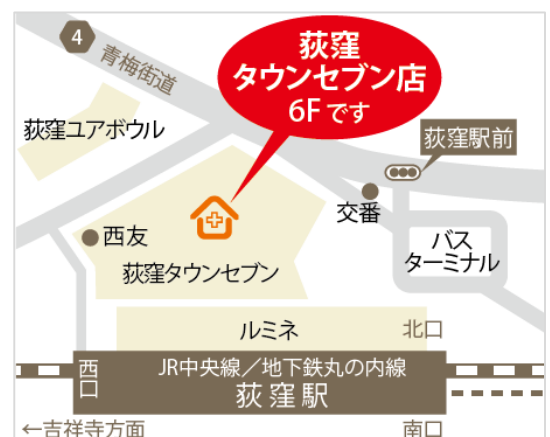 4
青梅街道
荻窪
タウンセブン店
6Fです
荻窪ユアボウル
荻窪駅前
交番
西友
バス
ターミナル
荻窪タウンセブン
ルミネ
北口
西口
JR中央線／地下鉄丸の内線
荻窪駅
←吉祥寺方面
南口